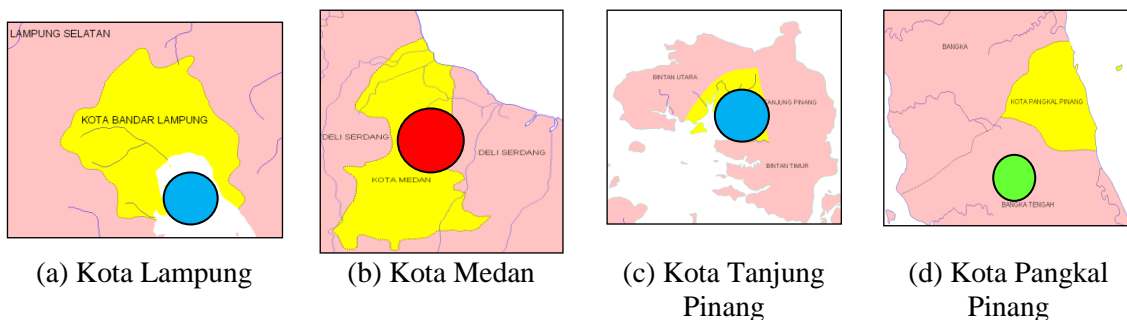 LAMPUNG SELATAN
KOTA BANDAR LAMPUNG
(a) Kota Lampung
DELI SERDANG
DELI SERDANG
KOTA MEDAN
(b) Kota Medan
BINTAN UTARA
TANJUNG PINANG
BINTAN TIMUR
(c) Kota Tanjung
Pinang
BANGKA
KOTA PANGKAL PINANG
BANGKA TENGAH
(d) Kota Pangkal
Pinang